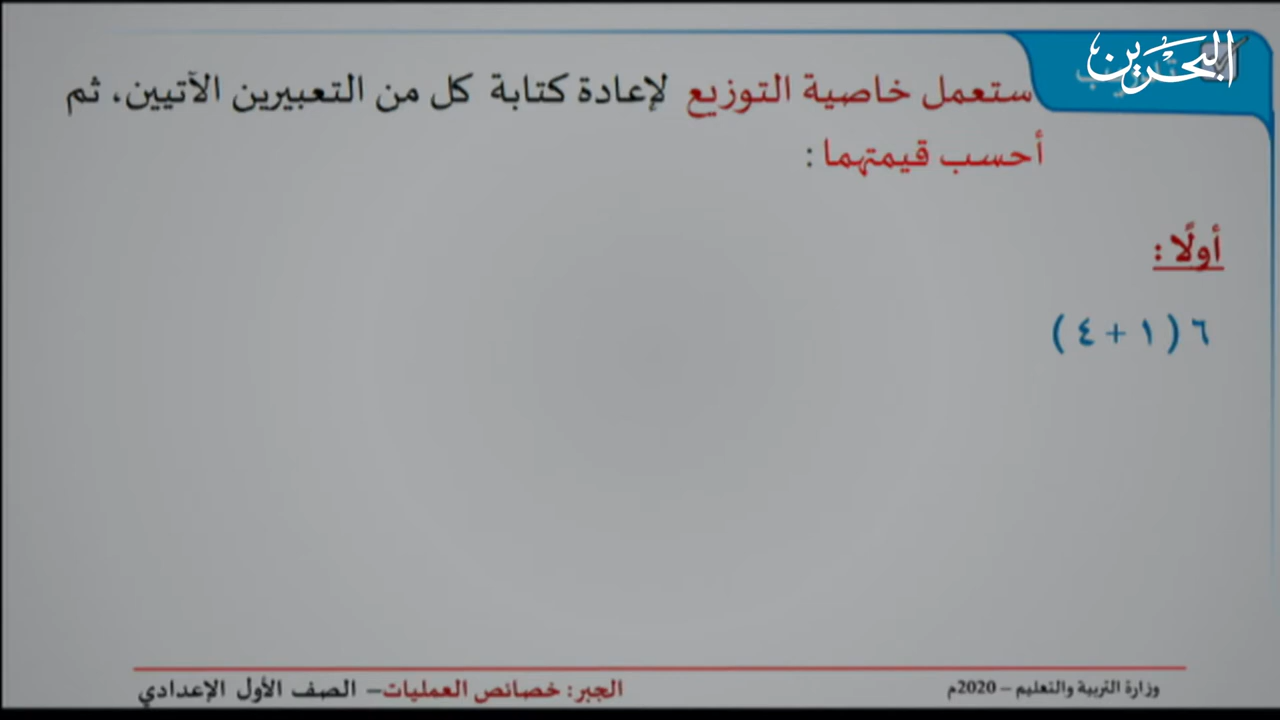 البحرين
ستعمل خاصية التوزيع لإعادة كتابة كل من التعبيرين الآتيين، ثم
أحسب قيمتهما :
أولًا :
٦ ( ١ + ٤ )
وزارة التربية والتعليم – 2020م
الجبر: خصائص العمليات– الصف الأول الإعدادي